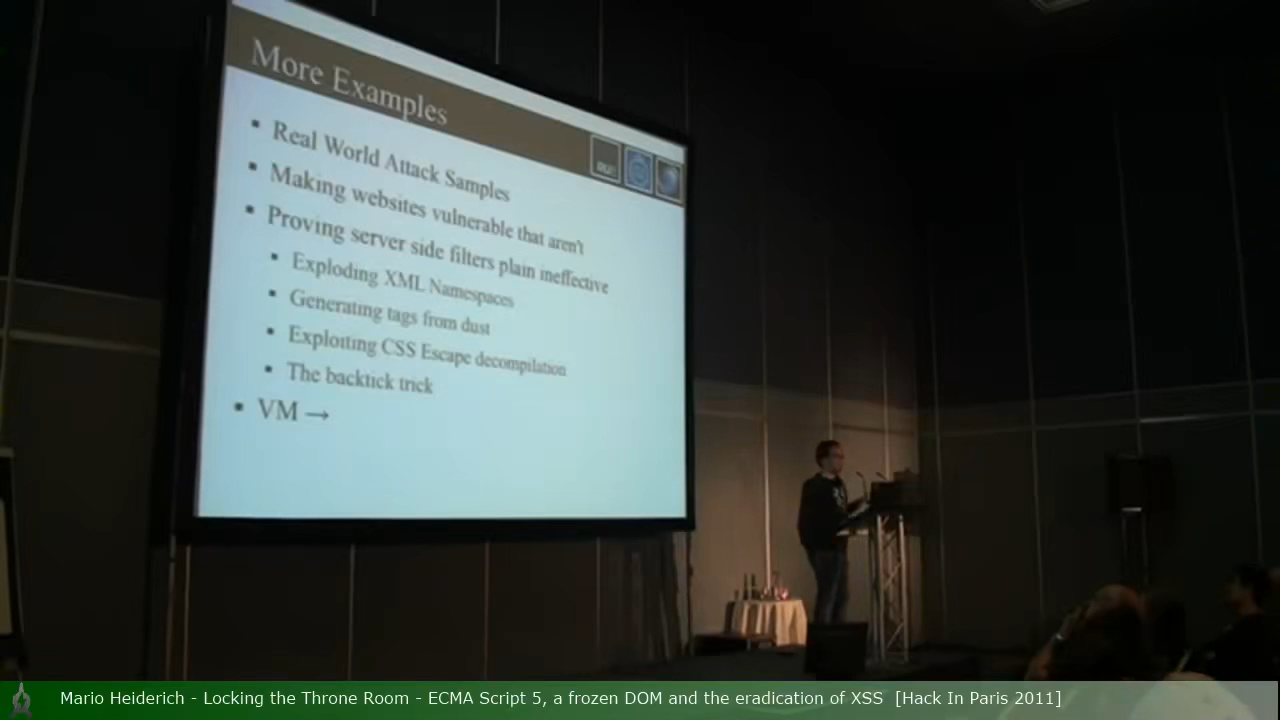 More Examples
Real World Attack Samples
Making websites vulnerable that aren't
Proving server side filters plain ineffective
Exploding XML Namespaces
Generating tags from dust
Exploiting CSS Escape decompilation
The backtick trick
VM →
Mario Heiderich - Locking the Throne Room - ECMA Script 5, a frozen DOM and the eradication of XSS [Hack In Paris 2011]